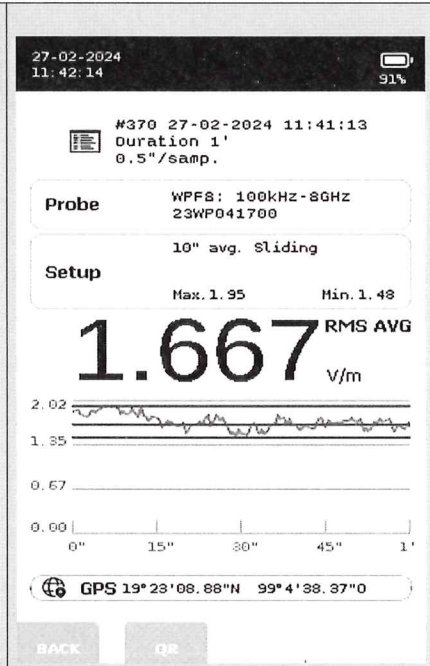 27-02-2024
11:42:14
91%
#370 27-02-2024 11:41:13
Duration 1'
0.5"/samp.
Probe
WPF8: 100kHz-8GHz
23WP041700
Setup
10" avg. Sliding
Max.1.95 Min.1.48
1.667 RMS AVG
V/m
2.02
1.35
0.67
0.00
0" 15" 30" 45" 1'
GPS 19°23'08.88"N 99°4'38.37"O
BACK QR